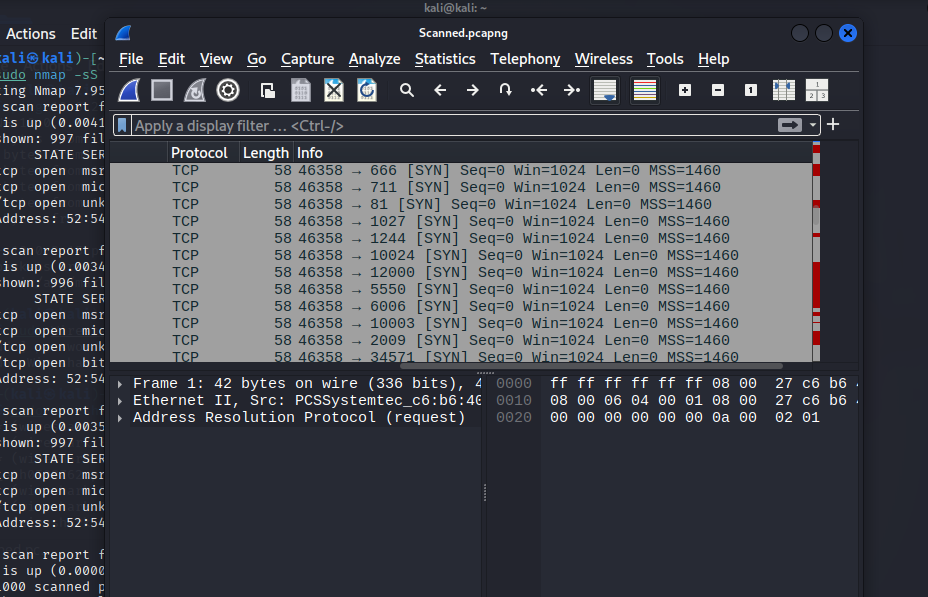 kali@kali: ~
Actions Edit
Scanned.pcapng
File Edit View Go Capture Analyze Statistics Telephony Wireless Tools Help
Apply a display filter … <Ctrl-/>
Protocol Length Info
TCP 58 46358 → 666 [SYN] Seq=0 Win=1024 Len=0 MSS=1460
TCP 58 46358 → 711 [SYN] Seq=0 Win=1024 Len=0 MSS=1460
TCP 58 46358 → 81 [SYN] Seq=0 Win=1024 Len=0 MSS=1460
TCP 58 46358 → 1027 [SYN] Seq=0 Win=1024 Len=0 MSS=1460
TCP 58 46358 → 1244 [SYN] Seq=0 Win=1024 Len=0 MSS=1460
TCP 58 46358 → 10024 [SYN] Seq=0 Win=1024 Len=0 MSS=1460
TCP 58 46358 → 12000 [SYN] Seq=0 Win=1024 Len=0 MSS=1460
TCP 58 46358 → 5550 [SYN] Seq=0 Win=1024 Len=0 MSS=1460
TCP 58 46358 → 6006 [SYN] Seq=0 Win=1024 Len=0 MSS=1460
TCP 58 46358 → 10003 [SYN] Seq=0 Win=1024 Len=0 MSS=1460
TCP 58 46358 → 2009 [SYN] Seq=0 Win=1024 Len=0 MSS=1460
TCP 58 46358 → 34571 [SYN] Seq=0 Win=1024 Len=0 MSS=1460
Frame 1: 42 bytes on wire (336 bits), 4
Ethernet II, Src: PCSSystemtec_c6:b6:40
Address Resolution Protocol (request)
0000 ff ff ff ff ff ff 08 00 27 c6 b6
0010 08 00 06 04 00 01 08 00 27 c6 b6
0020 00 00 00 00 00 00 0a 00 02 01
kali㉿kali)-[~
sudo nmap -sS
ing Nmap 7.95
scan report f
is up (0.0041
shown: 997 fil
STATE SER
cp open msr
cp open mic
/tcp open unk
Address: 52:54
scan report f
is up (0.0034
shown: 996 fil
STATE SER
cp open msr
cp open mic
/tcp open unk
/tcp open bit
Address: 52:54
scan report f
is up (0.0035
shown: 997 fil
STATE SER
cp open msr
cp open mic
/tcp open unk
Address: 52:54
scan report f
is up (0.0000
1000 scanned p